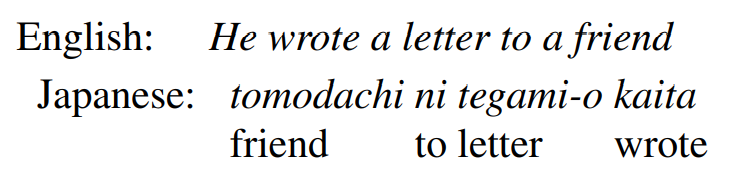 English: He wrote a letter to a friend
Japanese: tomodachi ni tegami-o kaita
friend to letter wrote